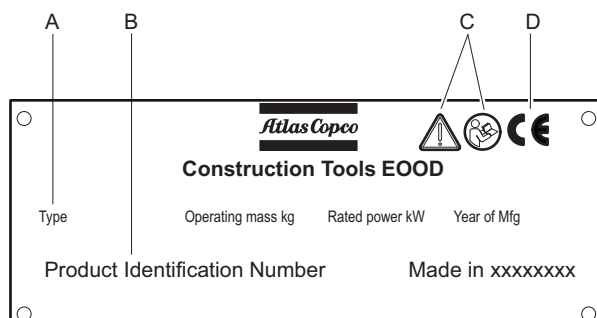 A B C D
Atlas Copco
CE
Construction Tools EOOD
Type Operating mass kg Rated power kW Year of Mfg
Product Identification Number Made in xxxxxxxx